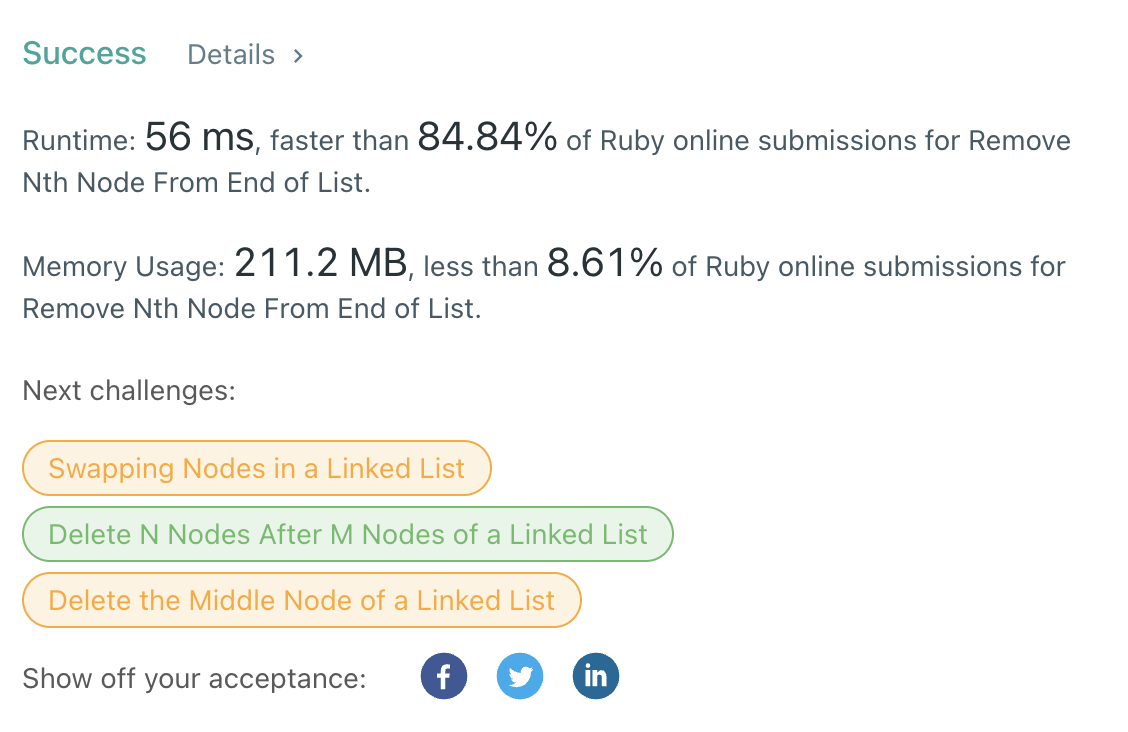 Success Details >
Runtime: 56 ms, faster than 84.84% of Ruby online submissions for Remove
Nth Node From End of List.
Memory Usage: 211.2 MB, less than 8.61% of Ruby online submissions for
Remove Nth Node From End of List.
Next challenges:
Swapping Nodes in a Linked List
Delete N Nodes After M Nodes of a Linked List
Delete the Middle Node of a Linked List
Show off your acceptance: f in